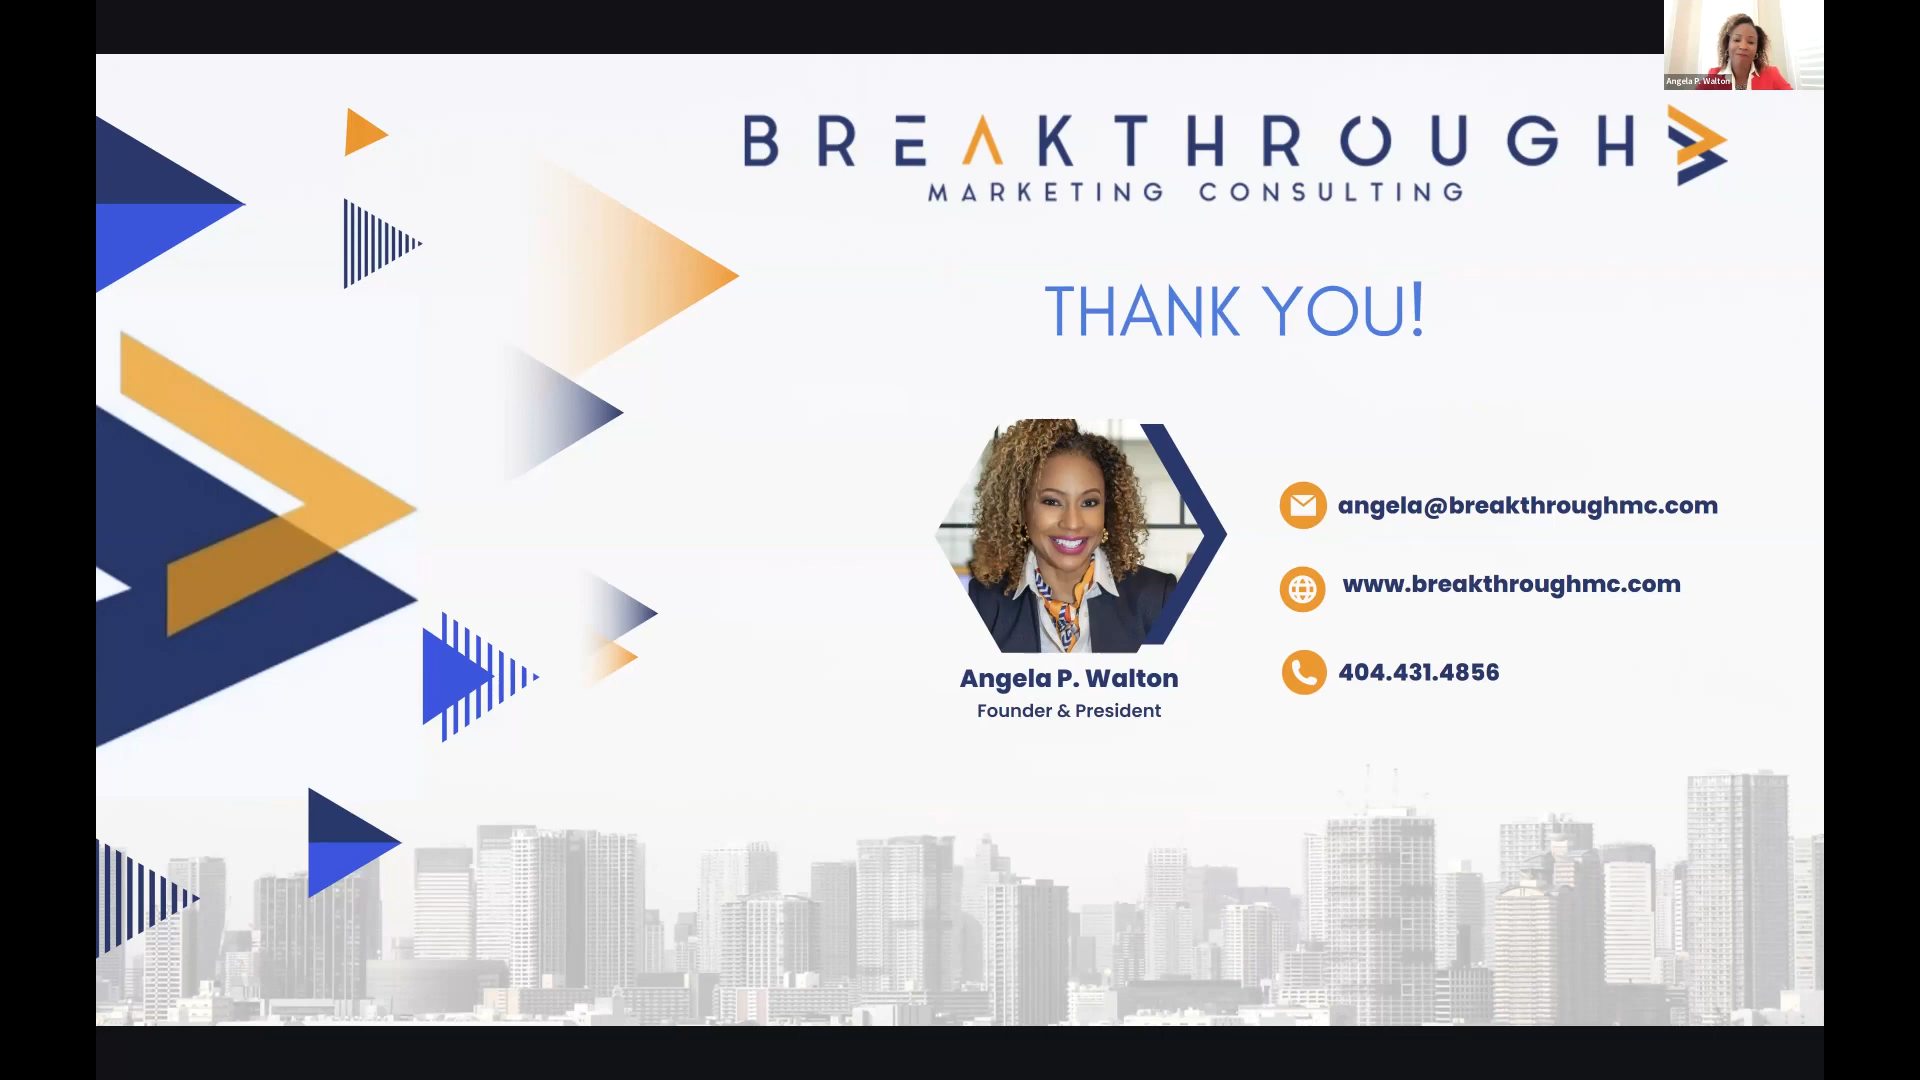 Angela P. Walton
BREAKTHROUGH
MARKETING CONSULTING
THANK YOU!
angela@breakthroughmc.com
www.breakthroughmc.com
404.431.4856
Angela P. Walton
Founder & President